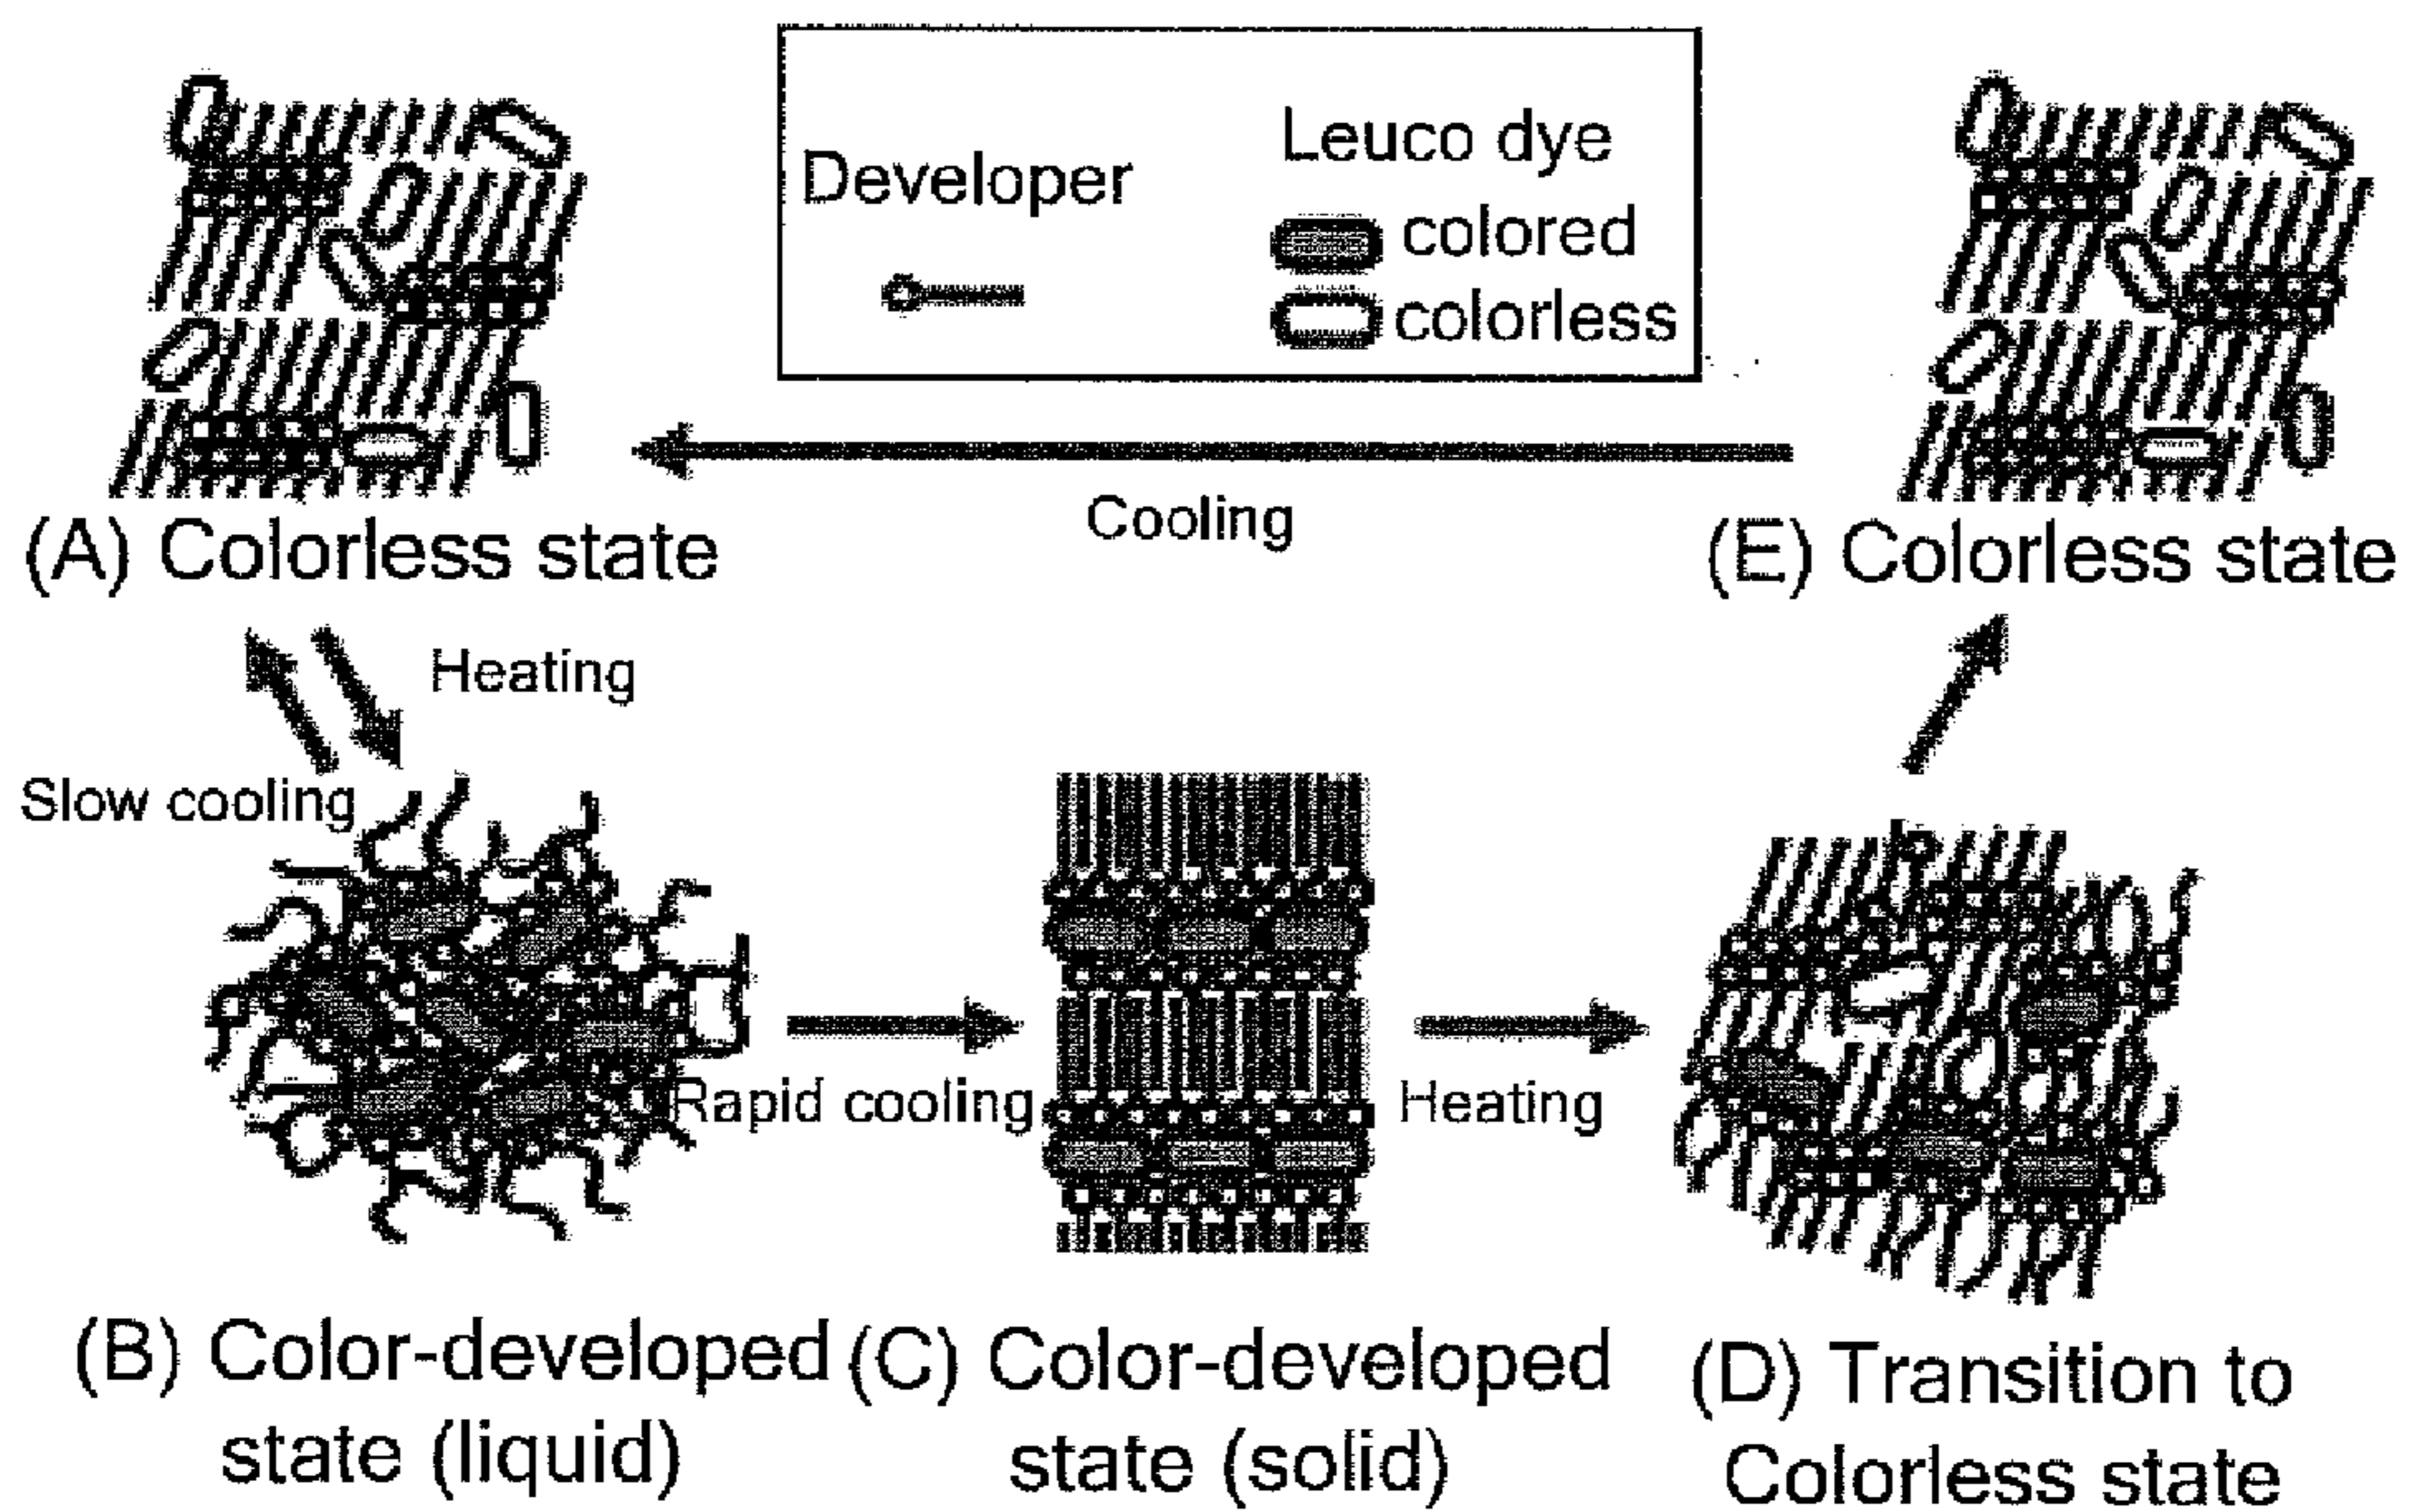 Developer
Leuco dye
colored
colorless
Cooling
(A) Colorless state
(E) Colorless state
Heating
Slow cooling
Rapid cooling
Heating
(B) Color-developed
state (liquid)
(C) Color-developed
state (solid)
(D) Transition to
Colorless state